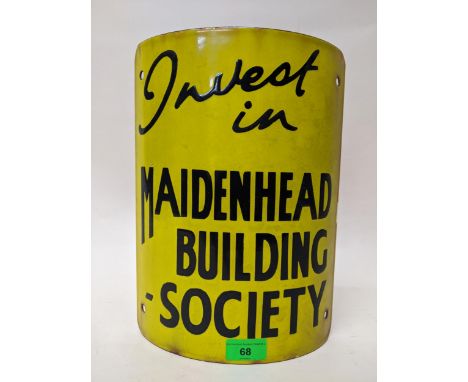 Invest
in
MAIDENHEAD
BUILDING
-SOCIETY
68